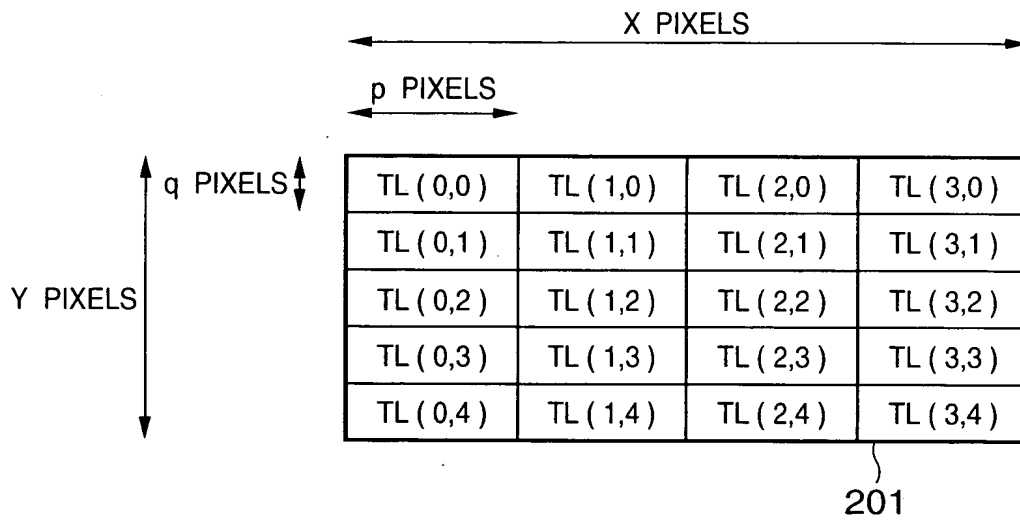 X PIXELS
p PIXELS
q PIXELS
Y PIXELS
TL ( 0,0 ) TL ( 1,0 ) TL ( 2,0 ) TL ( 3,0 )
TL ( 0,1 ) TL ( 1,1 ) TL ( 2,1 ) TL ( 3,1 )
TL ( 0,2 ) TL ( 1,2 ) TL ( 2,2 ) TL ( 3,2 )
TL ( 0,3 ) TL ( 1,3 ) TL ( 2,3 ) TL ( 3,3 )
TL ( 0,4 ) TL ( 1,4 ) TL ( 2,4 ) TL ( 3,4 )
201